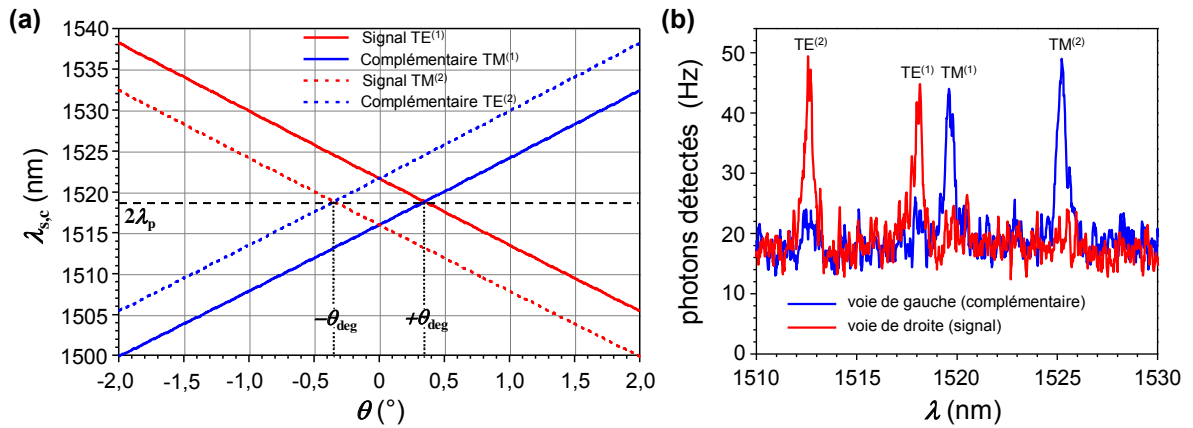 (a)
1540
1535
1530
1525
1520
1515
1510
1505
1500
λs,c (nm)
Signal TE(1)
Complémentaire TM(1)
Signal TM(2)
Complémentaire TE(2)
2λp
−θdeg
+θdeg
-2,0
-1,5
-1,0
-0,5
0
0,5
1,0
1,5
2,0
θ (°)
(b)
50
40
30
20
10
0
photons détectés (Hz)
TE(2)
TE(1)
TM(1)
TM(2)
voie de gauche (complémentaire)
voie de droite (signal)
1510
1515
1520
1525
1530
λ (nm)